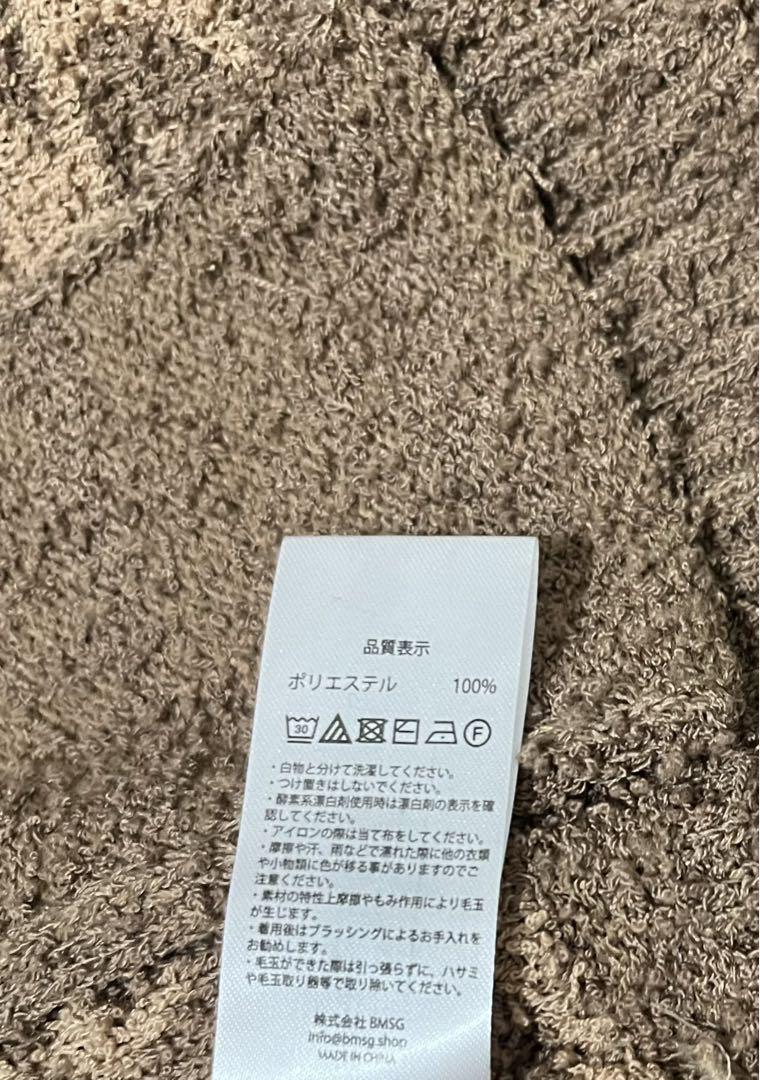 品質表示
ポリエステル 100%
30 F
・白物と分けて洗濯してください。
・つけ置きはしないでください。
・酵素系漂白剤使用時は漂白剤の表示を確
認してください。
・アイロンの際は当て布をしてください。
・摩擦や汗、雨などで濡れた際に他の衣類
や小物類に色が移る事がありますのでご
注意ください。
・素材の特性上摩擦やもみ作用により毛玉
が生じます。
・着用後はブラッシングによるお手入れを
お勧めします。
・毛玉ができた際は引っ張らずに、ハサミ
や毛玉取り器等で取り除いてください。
株式会社 BMSG
info@bmsg.shop
MADE IN CHINA